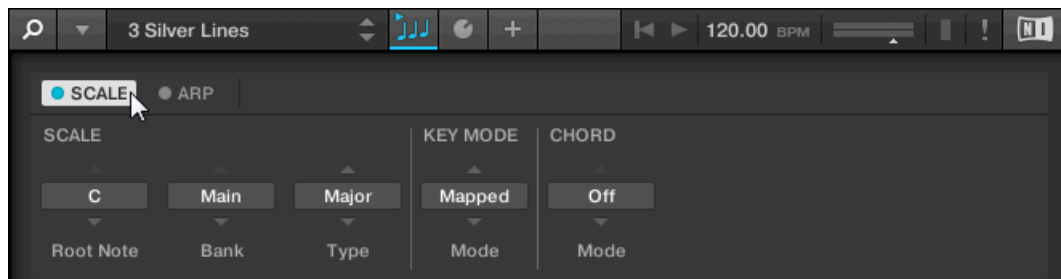 3 Silver Lines 120.00 BPM ! NI
SCALE ARP
SCALE KEY MODE CHORD
C Main Major Mapped Off
Root Note Bank Type Mode Mode